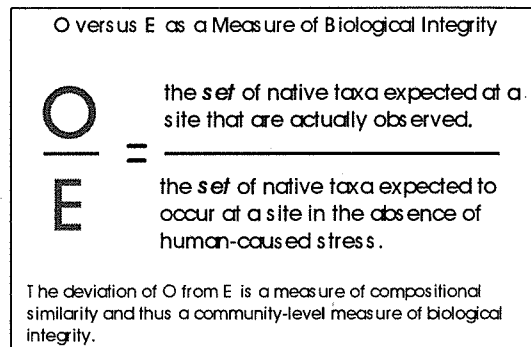 O versus E as a Measure of Biological Integrity
O
E
=
the set of native taxa expected at a
site that are actually observed.
the set of native taxa expected to
occur at a site in the absence of
human-caused stress.
The deviation of O from E is a measure of compositional
similarity and thus a community-level measure of biological
integrity.